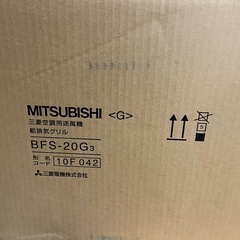 MITSUBISHI <G>
三菱空調用送風機
給排気グリル
BFS-20G3
形名コード 10F 042
三菱電機株式会社